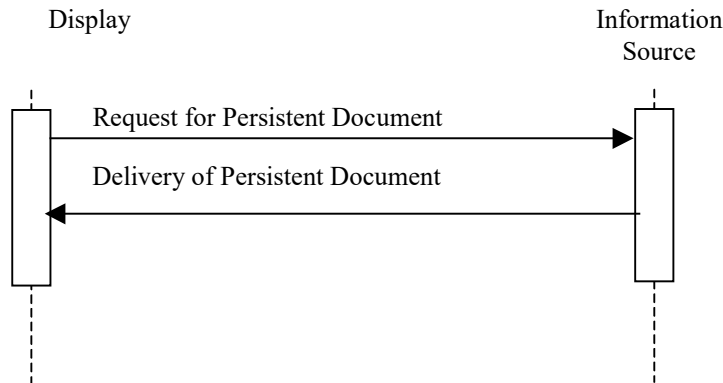 Display
Information
Source
Request for Persistent Document
Delivery of Persistent Document